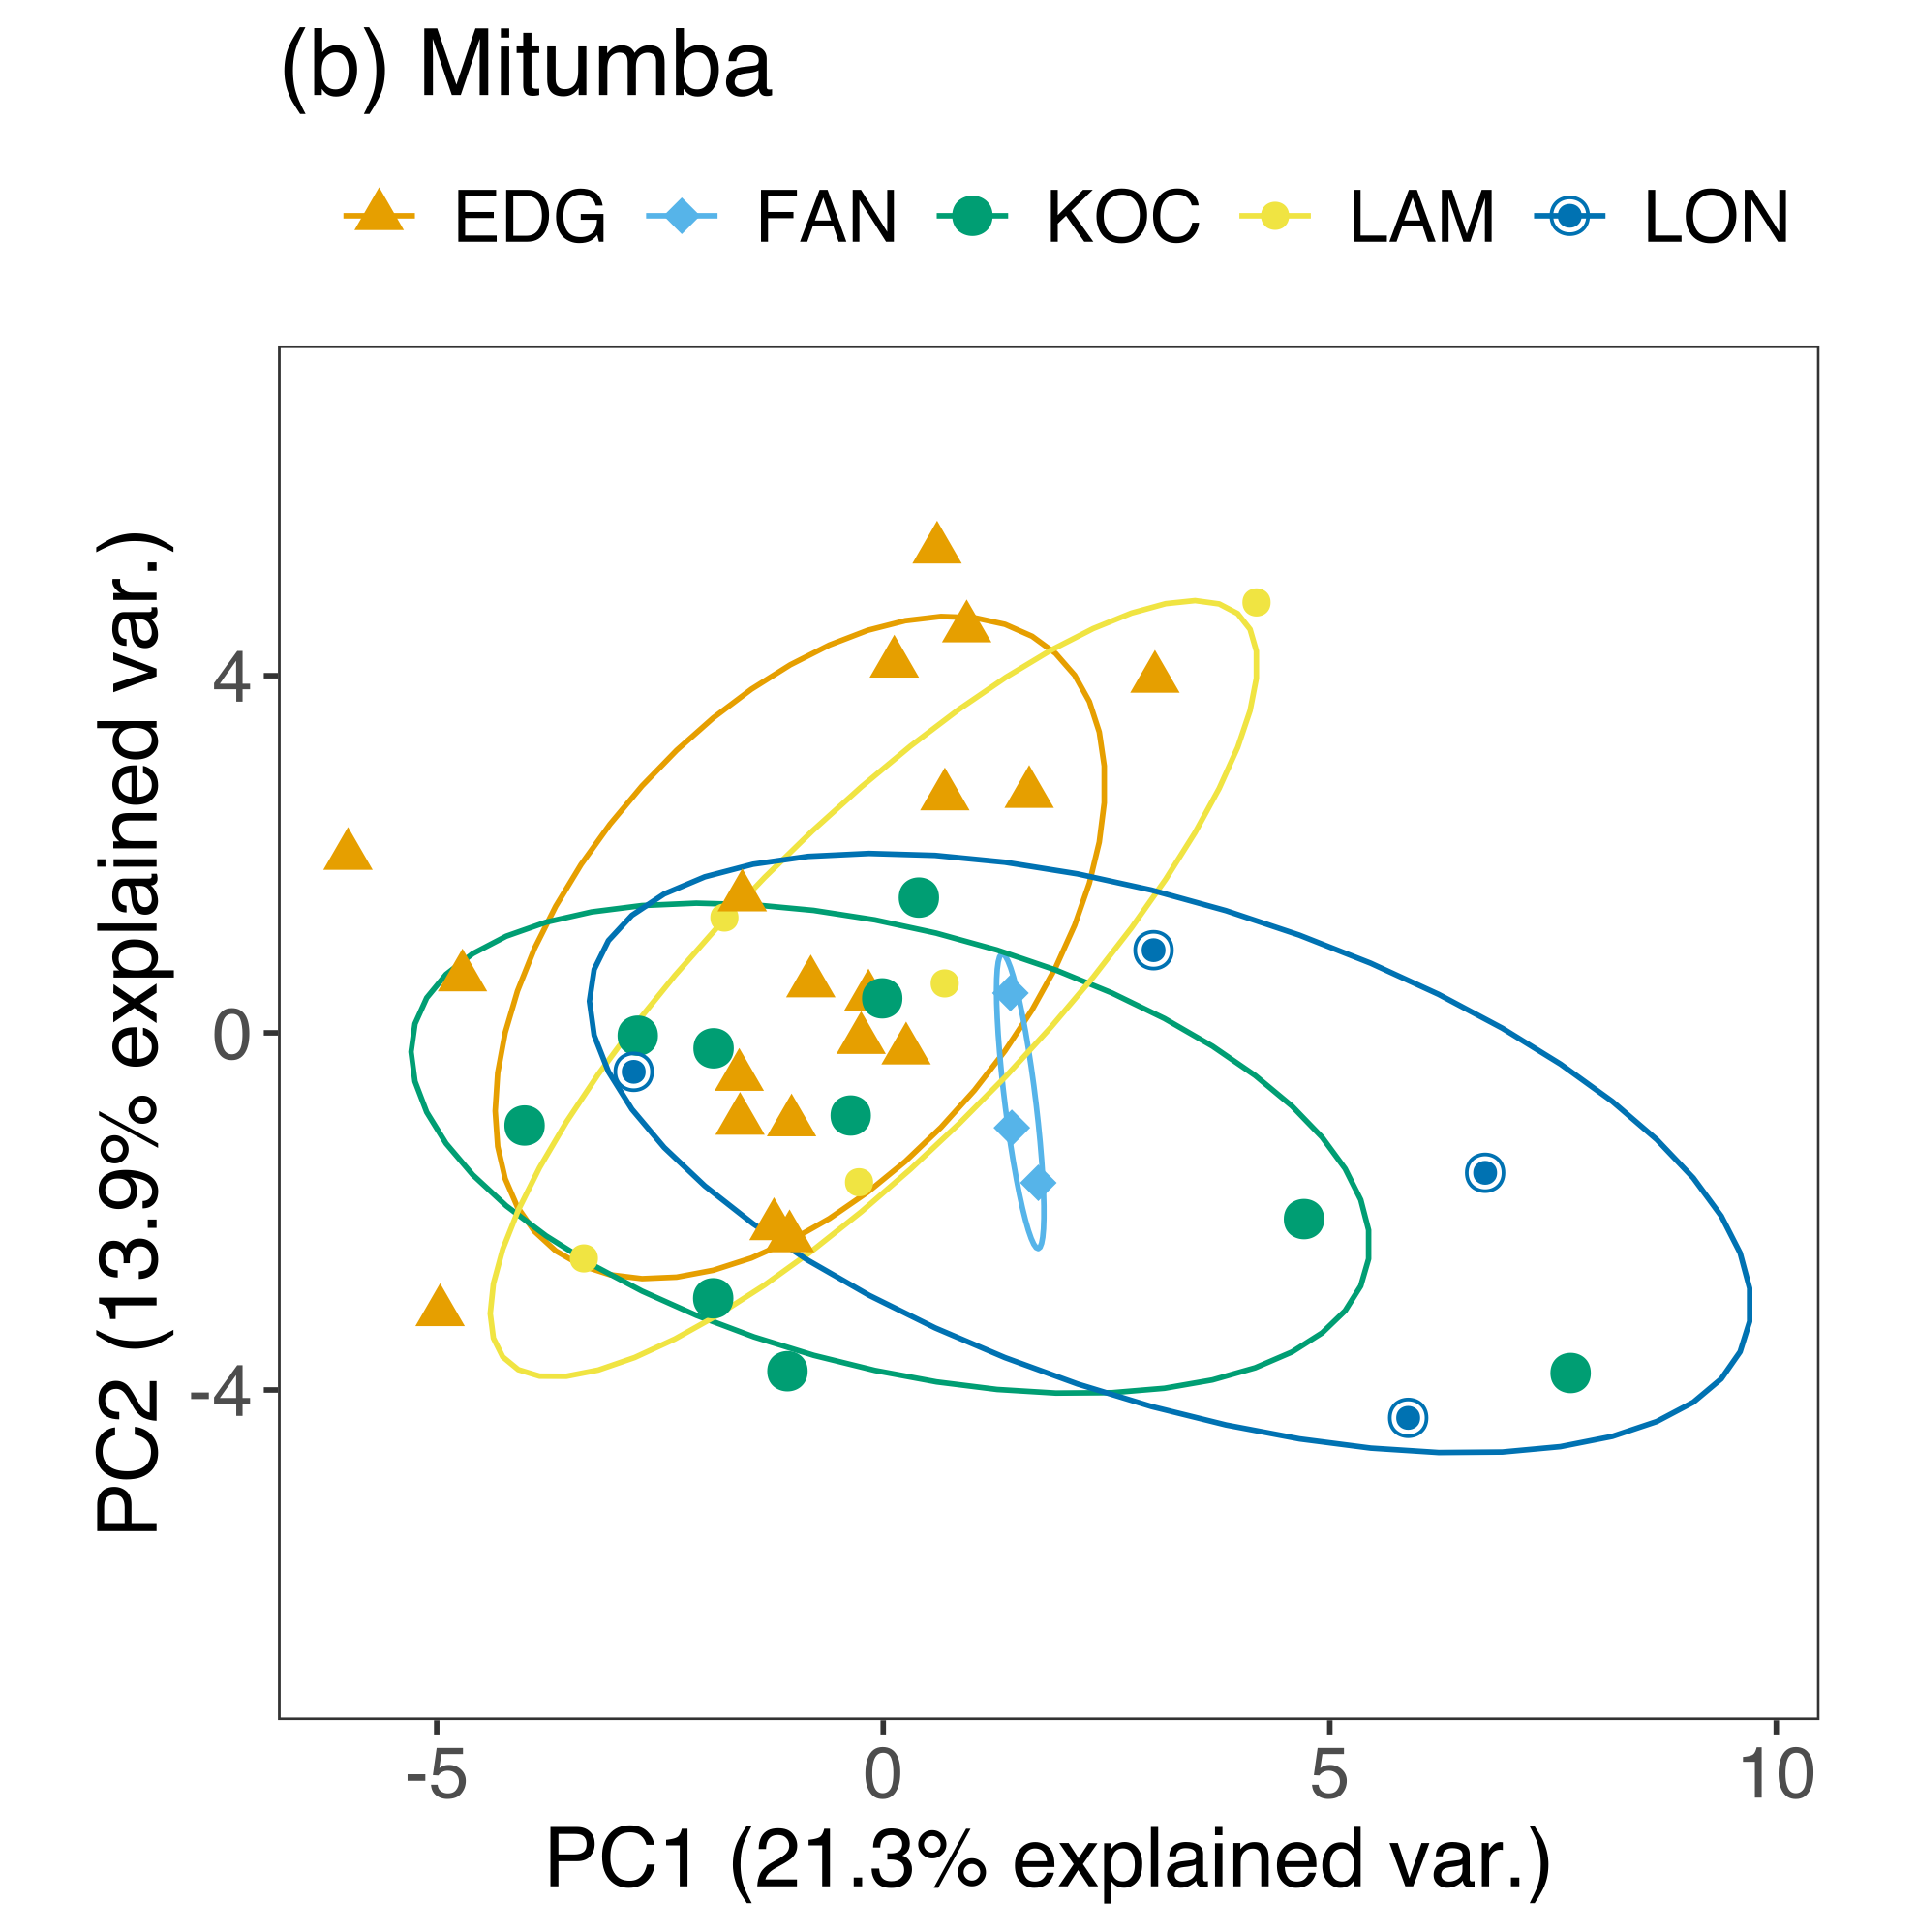 (b) Mitumba
EDG FAN KOC LAM LON
PC2 (13.9% explained var.)
4
0
-4
-5 0 5 10
PC1 (21.3% explained var.)